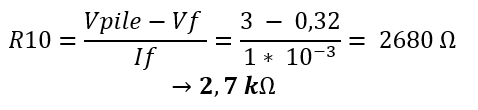 R10 = (Vpile − Vf) / If = (3 − 0,32) / (1 * 10⁻³) = 2680 Ω
→ 2,7 kΩ